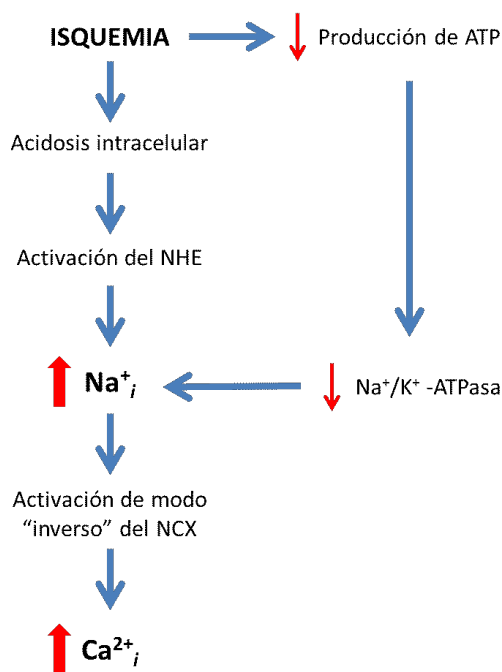 ISQUEMIA
Producción de ATP
Acidosis intracelular
Activación del NHE
Na⁺ᵢ
Na⁺/K⁺ -ATPasa
Activación de modo
“inverso” del NCX
Ca²⁺ᵢ